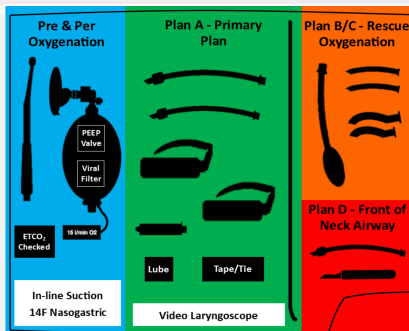 Pre & Per
Oxygenation
PEEP
Valve
Viral
Filter
ETCO₂
Checked
15 l/min O2
In-line Suction
14F Nasogastric
Plan A - Primary
Plan
Lube
Tape/Tie
Video Laryngoscope
Plan B/C - Rescue
Oxygenation
Plan D - Front of
Neck Airway